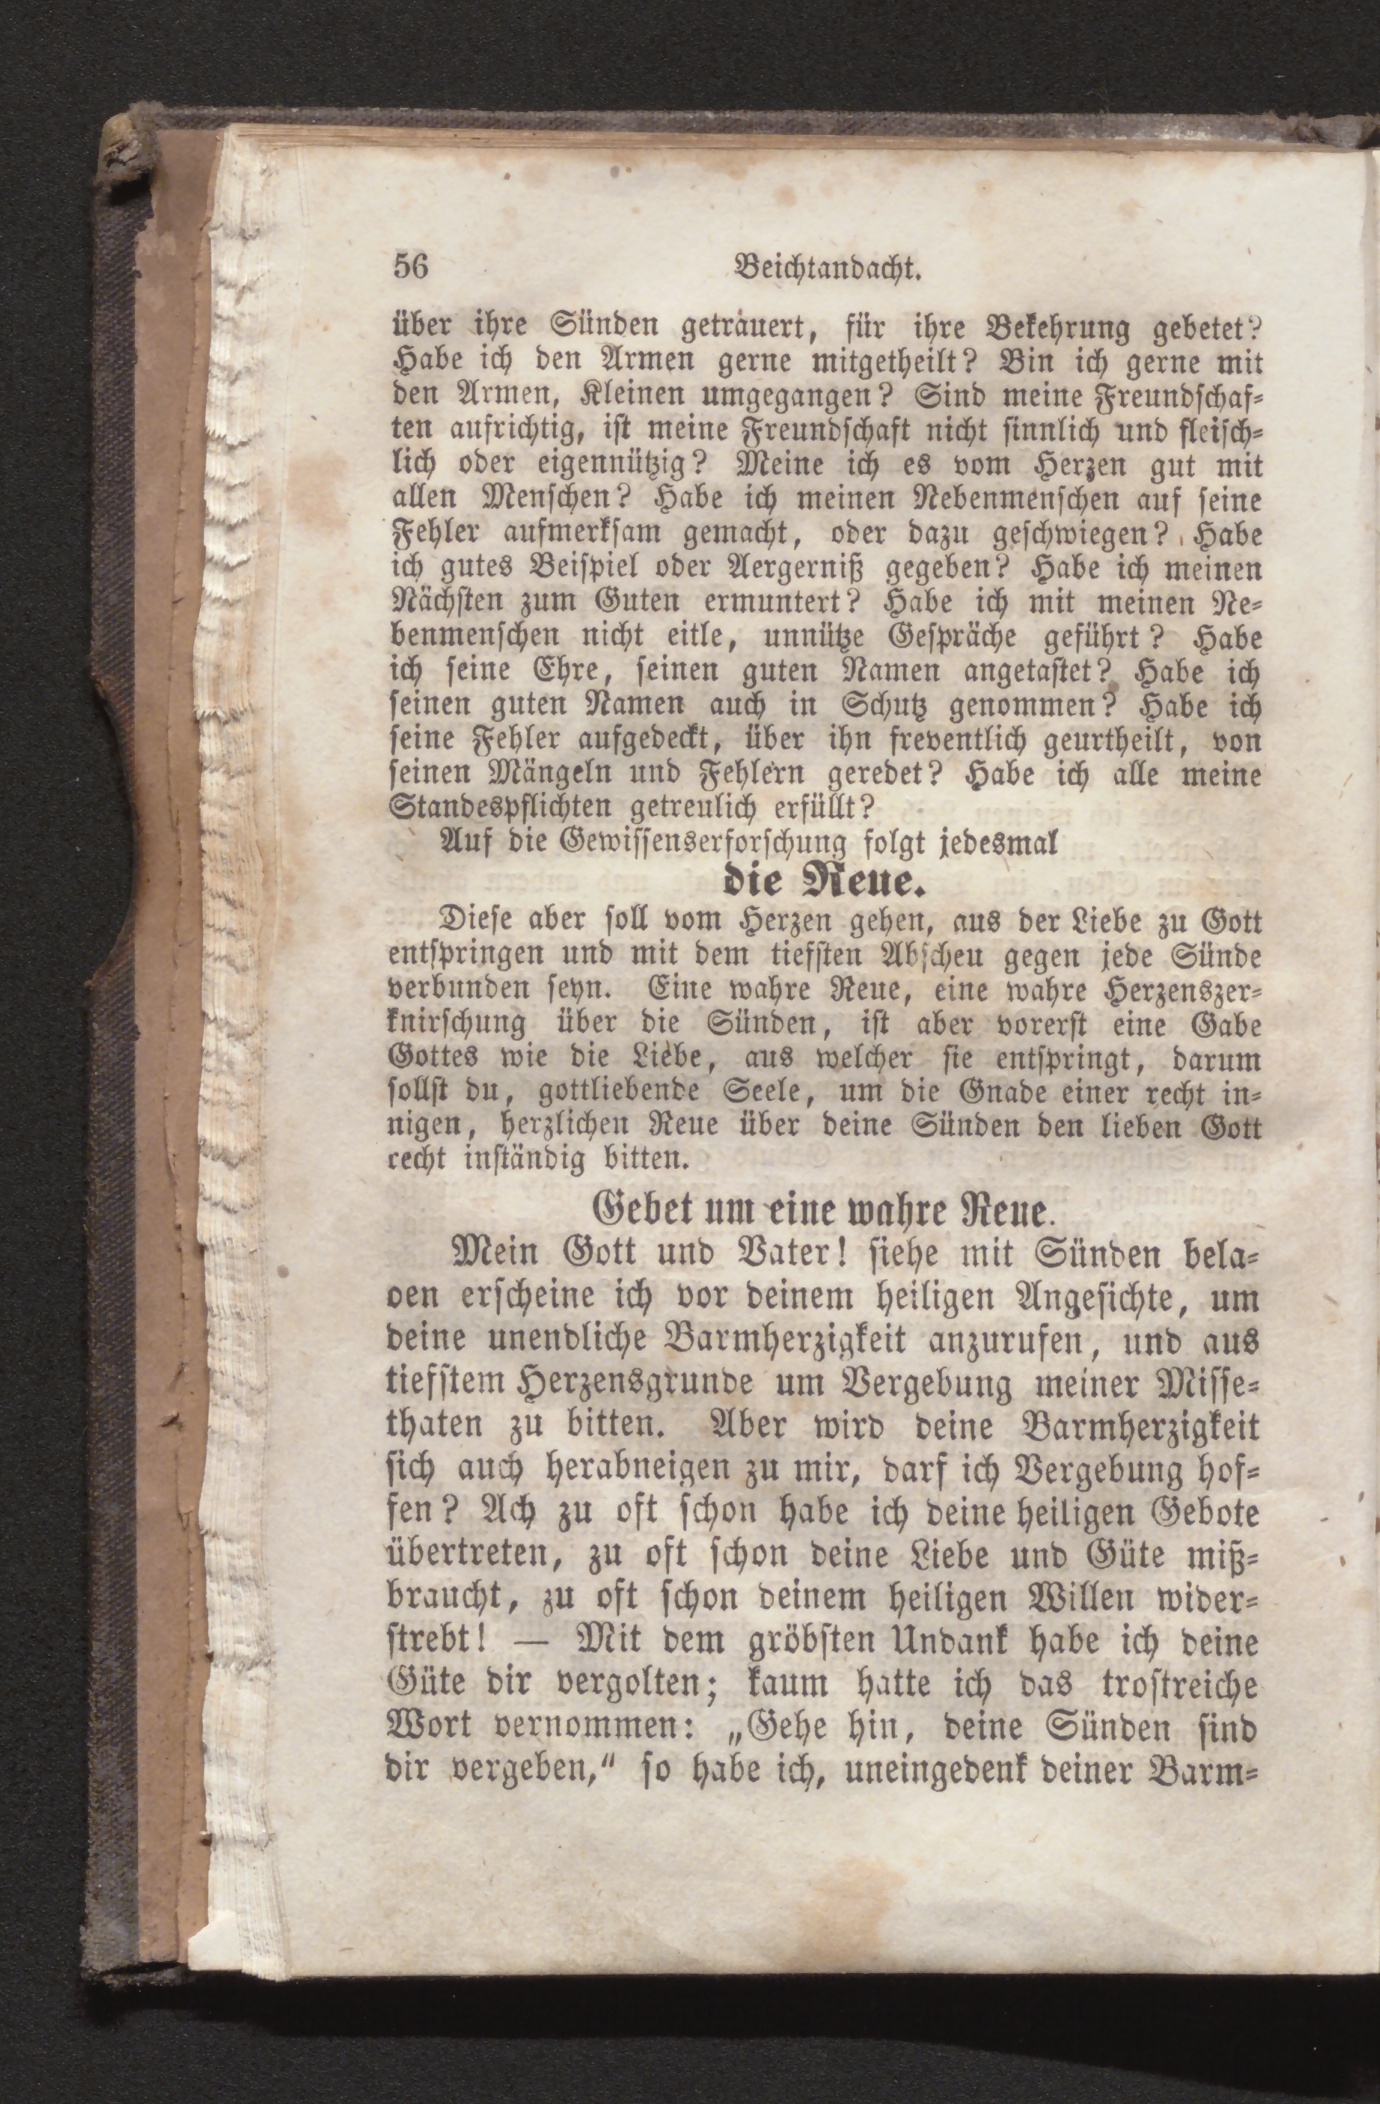 56 Beichtandacht.
über ihre Sünden getrauert, für ihre Bekehrung gebetet?
Habe ich den Armen gerne mitgetheilt? Bin ich gerne mit
den Armen, Kleinen umgegangen? Sind meine Freundschaf-
ten aufrichtig, ist meine Freundschaft nicht sinnlich und fleisch-
lich oder eigennützig? Meine ich es vom Herzen gut mit
allen Menschen? Habe ich meinen Nebenmenschen auf seine
Fehler aufmerksam gemacht, oder dazu geschwiegen? Habe
ich gutes Beispiel oder Aergerniß gegeben? Habe ich meinen
Nächsten zum Guten ermuntert? Habe ich mit meinen Ne-
benmenschen nicht eitle, unnütze Gespräche geführt? Habe
ich seine Ehre, seinen guten Namen angetastet? Habe ich
seinen guten Namen auch in Schutz genommen? Habe ich
seine Fehler aufgedeckt, über ihn freventlich geurtheilt, von
seinen Mängeln und Fehlern geredet? Habe ich alle meine
Standespflichten getreulich erfüllt?
Auf die Gewissenserforschung folgt jedesmal
die Reue.
Diese aber soll vom Herzen gehen, aus der Liebe zu Gott
entspringen und mit dem tiefsten Abscheu gegen jede Sünde
verbunden seyn. Eine wahre Reue, eine wahre Herzenszer-
knirschung über die Sünden, ist aber vorerst eine Gabe
Gottes wie die Liebe, aus welcher sie entspringt, darum
sollst du, gottliebende Seele, um die Gnade einer recht in-
nigen, herzlichen Reue über deine Sünden den lieben Gott
recht inständig bitten.
Gebet um eine wahre Reue.
Mein Gott und Vater! siehe mit Sünden bela-
den erscheine ich vor deinem heiligen Angesichte, um
deine unendliche Barmherzigkeit anzurufen, und aus
tiefstem Herzensgrunde um Vergebung meiner Misse-
thaten zu bitten. Aber wird deine Barmherzigkeit
sich auch herabneigen zu mir, darf ich Vergebung hof-
fen? Ach zu oft schon habe ich deine heiligen Gebote
übertreten, zu oft schon deine Liebe und Güte miß-
braucht, zu oft schon deinem heiligen Willen wider-
strebt! — Mit dem gröbsten Undank habe ich deine
Güte dir vergolten; kaum hatte ich das trostreiche
Wort vernommen: „Gehe hin, deine Sünden sind
dir vergeben,“ so habe ich, uneingedenk deiner Barm-